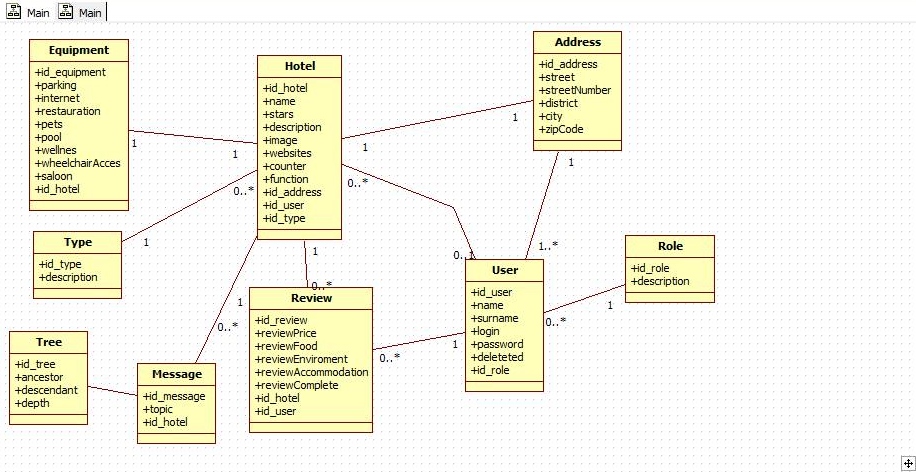 Main
Main
Equipment
+id_equipment
+parking
+internet
+restauration
+pets
+pool
+wellnes
+wheelchairAcces
+saloon
+id_hotel
1
1
Hotel
+id_hotel
+name
+stars
+description
+image
+websites
+counter
+function
+id_address
+id_user
+id_type
1
1
Address
+id_address
+street
+streetNumber
+district
+city
+zipCode
1
1..*
0..*
0..1
0..*
1
Type
+id_type
+description
1
0..*
1
0..*
Review
+id_review
+reviewPrice
+reviewFood
+reviewEnviroment
+reviewAccommodation
+reviewComplete
+id_hotel
+id_user
0..*
1
User
+id_user
+name
+surname
+login
+password
+deleteted
+id_role
0..*
1
Role
+id_role
+description
Tree
+id_tree
+ancestor
+descendant
+depth
Message
+id_message
+topic
+id_hotel